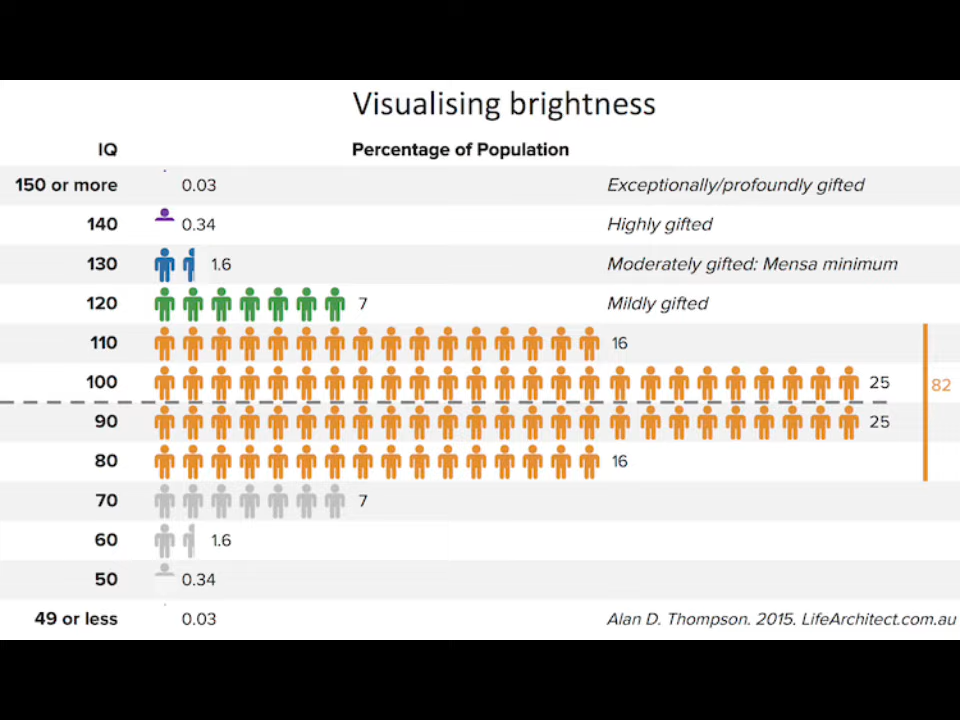 Visualising brightness
IQ Percentage of Population
150 or more 0.03 Exceptionally/profoundly gifted
140 0.34 Highly gifted
130 1.6 Moderately gifted: Mensa minimum
120 7 Mildly gifted
110 16
100 25 82
90 25
80 16
70 7
60 1.6
50 0.34
49 or less 0.03 Alan D. Thompson. 2015. LifeArchitect.com.au